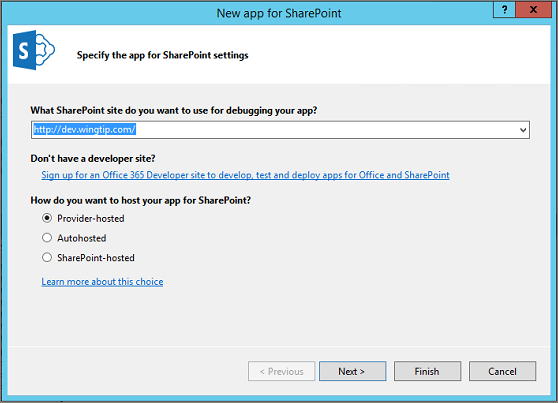 New app for SharePoint
? x
S
Specify the app for SharePoint settings
What SharePoint site do you want to use for debugging your app?
http://dev.wingtip.com/
Don't have a developer site?
Sign up for an Office 365 Developer site to develop, test and deploy apps for Office and SharePoint
How do you want to host your app for SharePoint?
Provider-hosted
Autohosted
SharePoint-hosted
Learn more about this choice
< Previous Next > Finish Cancel